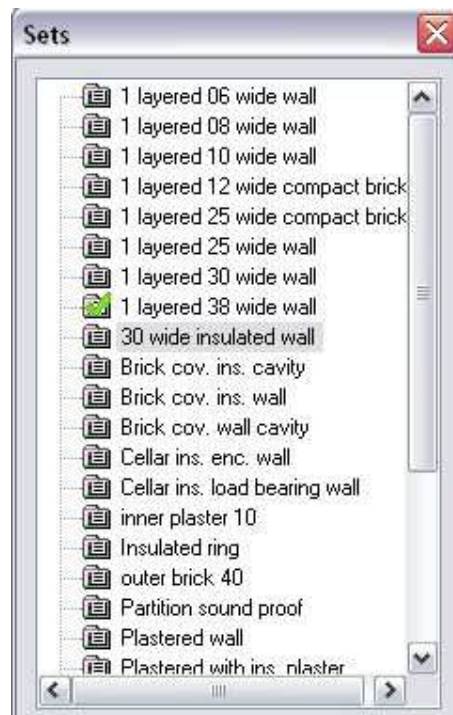 Sets
1 layered 06 wide wall
1 layered 08 wide wall
1 layered 10 wide wall
1 layered 12 wide compact brick
1 layered 25 wide compact brick
1 layered 25 wide wall
1 layered 30 wide wall
1 layered 38 wide wall
30 wide insulated wall
Brick cov. ins. cavity
Brick cov. ins. wall
Brick cov. wall cavity
Cellar ins. enc. wall
Cellar ins. load bearing wall
inner plaster 10
Insulated ring
outer brick 40
Partition sound proof
Plastered wall
Plastered with ins. plaster